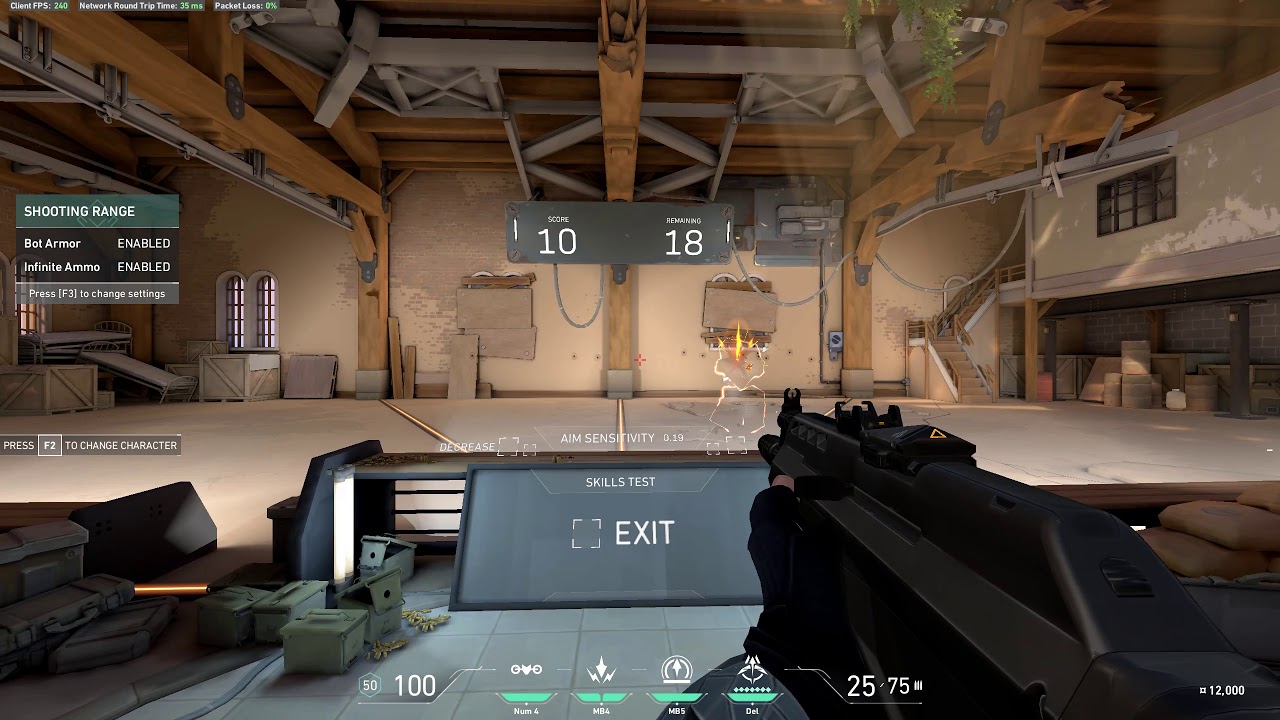 Client FPS: 240 Network Round Trip Time: 35 ms Packet Loss: 0%
SCORE REMAINING
10 18
SHOOTING RANGE
Bot Armor ENABLED
Infinite Ammo ENABLED
Press [F3] to change settings
PRESS F2 TO CHANGE CHARACTER
DECREASE AIM SENSITIVITY 0.19
SKILLS TEST
EXIT
50 100 25 / 75
Num 4 MB4 MB5 Del
¤ 12,000